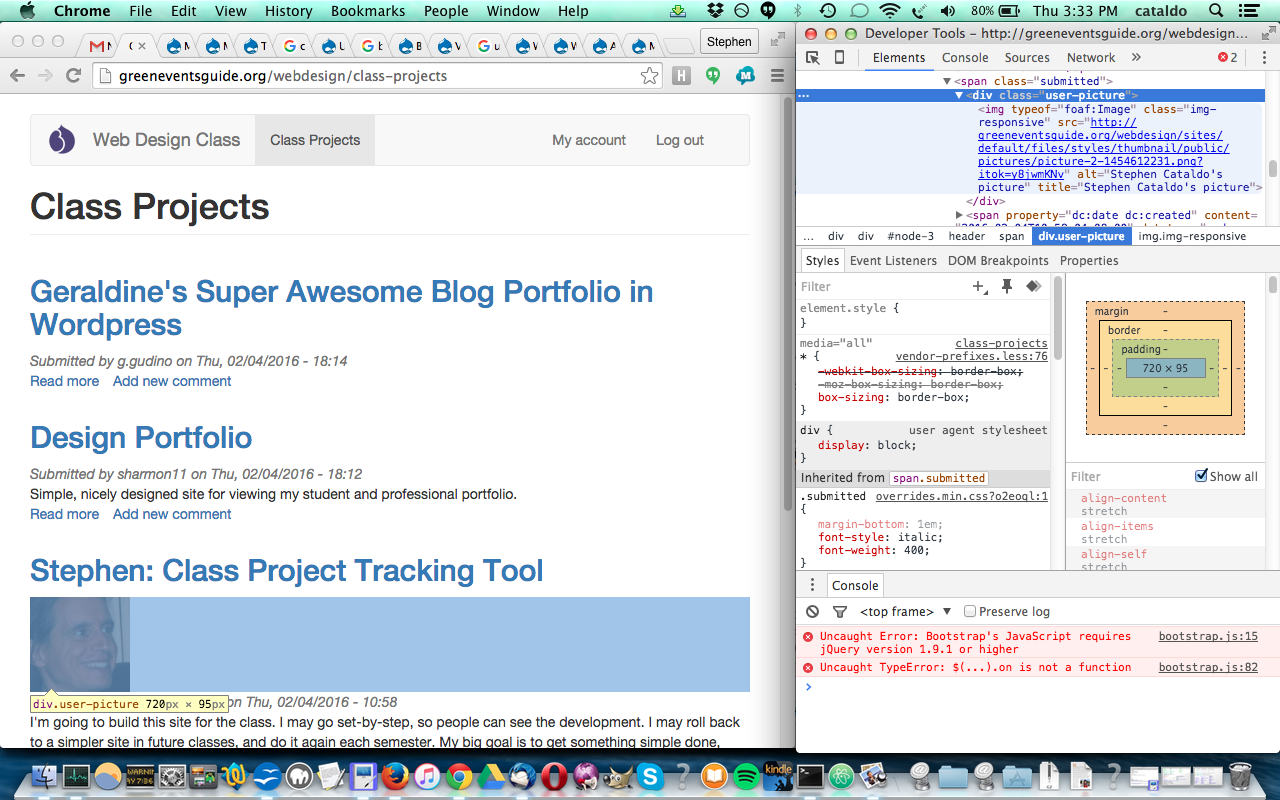 Chrome File Edit View History Bookmarks People Window Help 80% Thu 3:33 PM cataldo
Stephen
greeneventsguide.org/webdesign/class-projects
Web Design Class Class Projects My account Log out
Class Projects
Geraldine's Super Awesome Blog Portfolio in
Wordpress
Submitted by g.gudino on Thu, 02/04/2016 - 18:14
Read more Add new comment
Design Portfolio
Submitted by sharmon11 on Thu, 02/04/2016 - 18:12
Simple, nicely designed site for viewing my student and professional portfolio.
Read more Add new comment
Stephen: Class Project Tracking Tool
div.user-picture 720px × 95px
on Thu, 02/04/2016 - 10:58
I'm going to build this site for the class. I may go set-by-step, so people can see the development. I may roll back
to a simpler site in future classes, and do it again each semester. My big goal is to get something simple done,
Developer Tools - http://greeneventsguide.org/webdesign...
Elements Console Sources Network » 2
▼<span class="submitted">
▼<div class="user-picture">
<img typeof="foaf:Image" class="img-
responsive" src="http://
greeneventsguide.org/webdesign/sites/
default/files/styles/thumbnail/public/
pictures/picture-2-1454612231.png?
itok=y8jwmKNv" alt="Stephen Cataldo's
picture" title="Stephen Cataldo's picture">
</div>
▶<span property="dc:date dc:created" content=
... div div #node-3 header span div.user-picture img.img-responsive
Styles Event Listeners DOM Breakpoints Properties
Filter
element.style {
}
media="all" class-projects
* { vendor-prefixes.less:76
-webkit-box-sizing: border-box;
-moz-box-sizing: border-box;
box-sizing: border-box;
}
div { user agent stylesheet
display: block;
}
Inherited from span.submitted
.submitted overrides.min.css?o2eoql:1
{
margin-bottom: 1em;
font-style: italic;
font-weight: 400;
}
margin -
border -
padding -
720 × 95
Filter Show all
align-content
stretch
align-items
stretch
align-self
stretch
Console
<top frame> ▼ Preserve log
Uncaught Error: Bootstrap's JavaScript requires bootstrap.js:15
jQuery version 1.9.1 or higher
Uncaught TypeError: $(...).on is not a function bootstrap.js:82
>